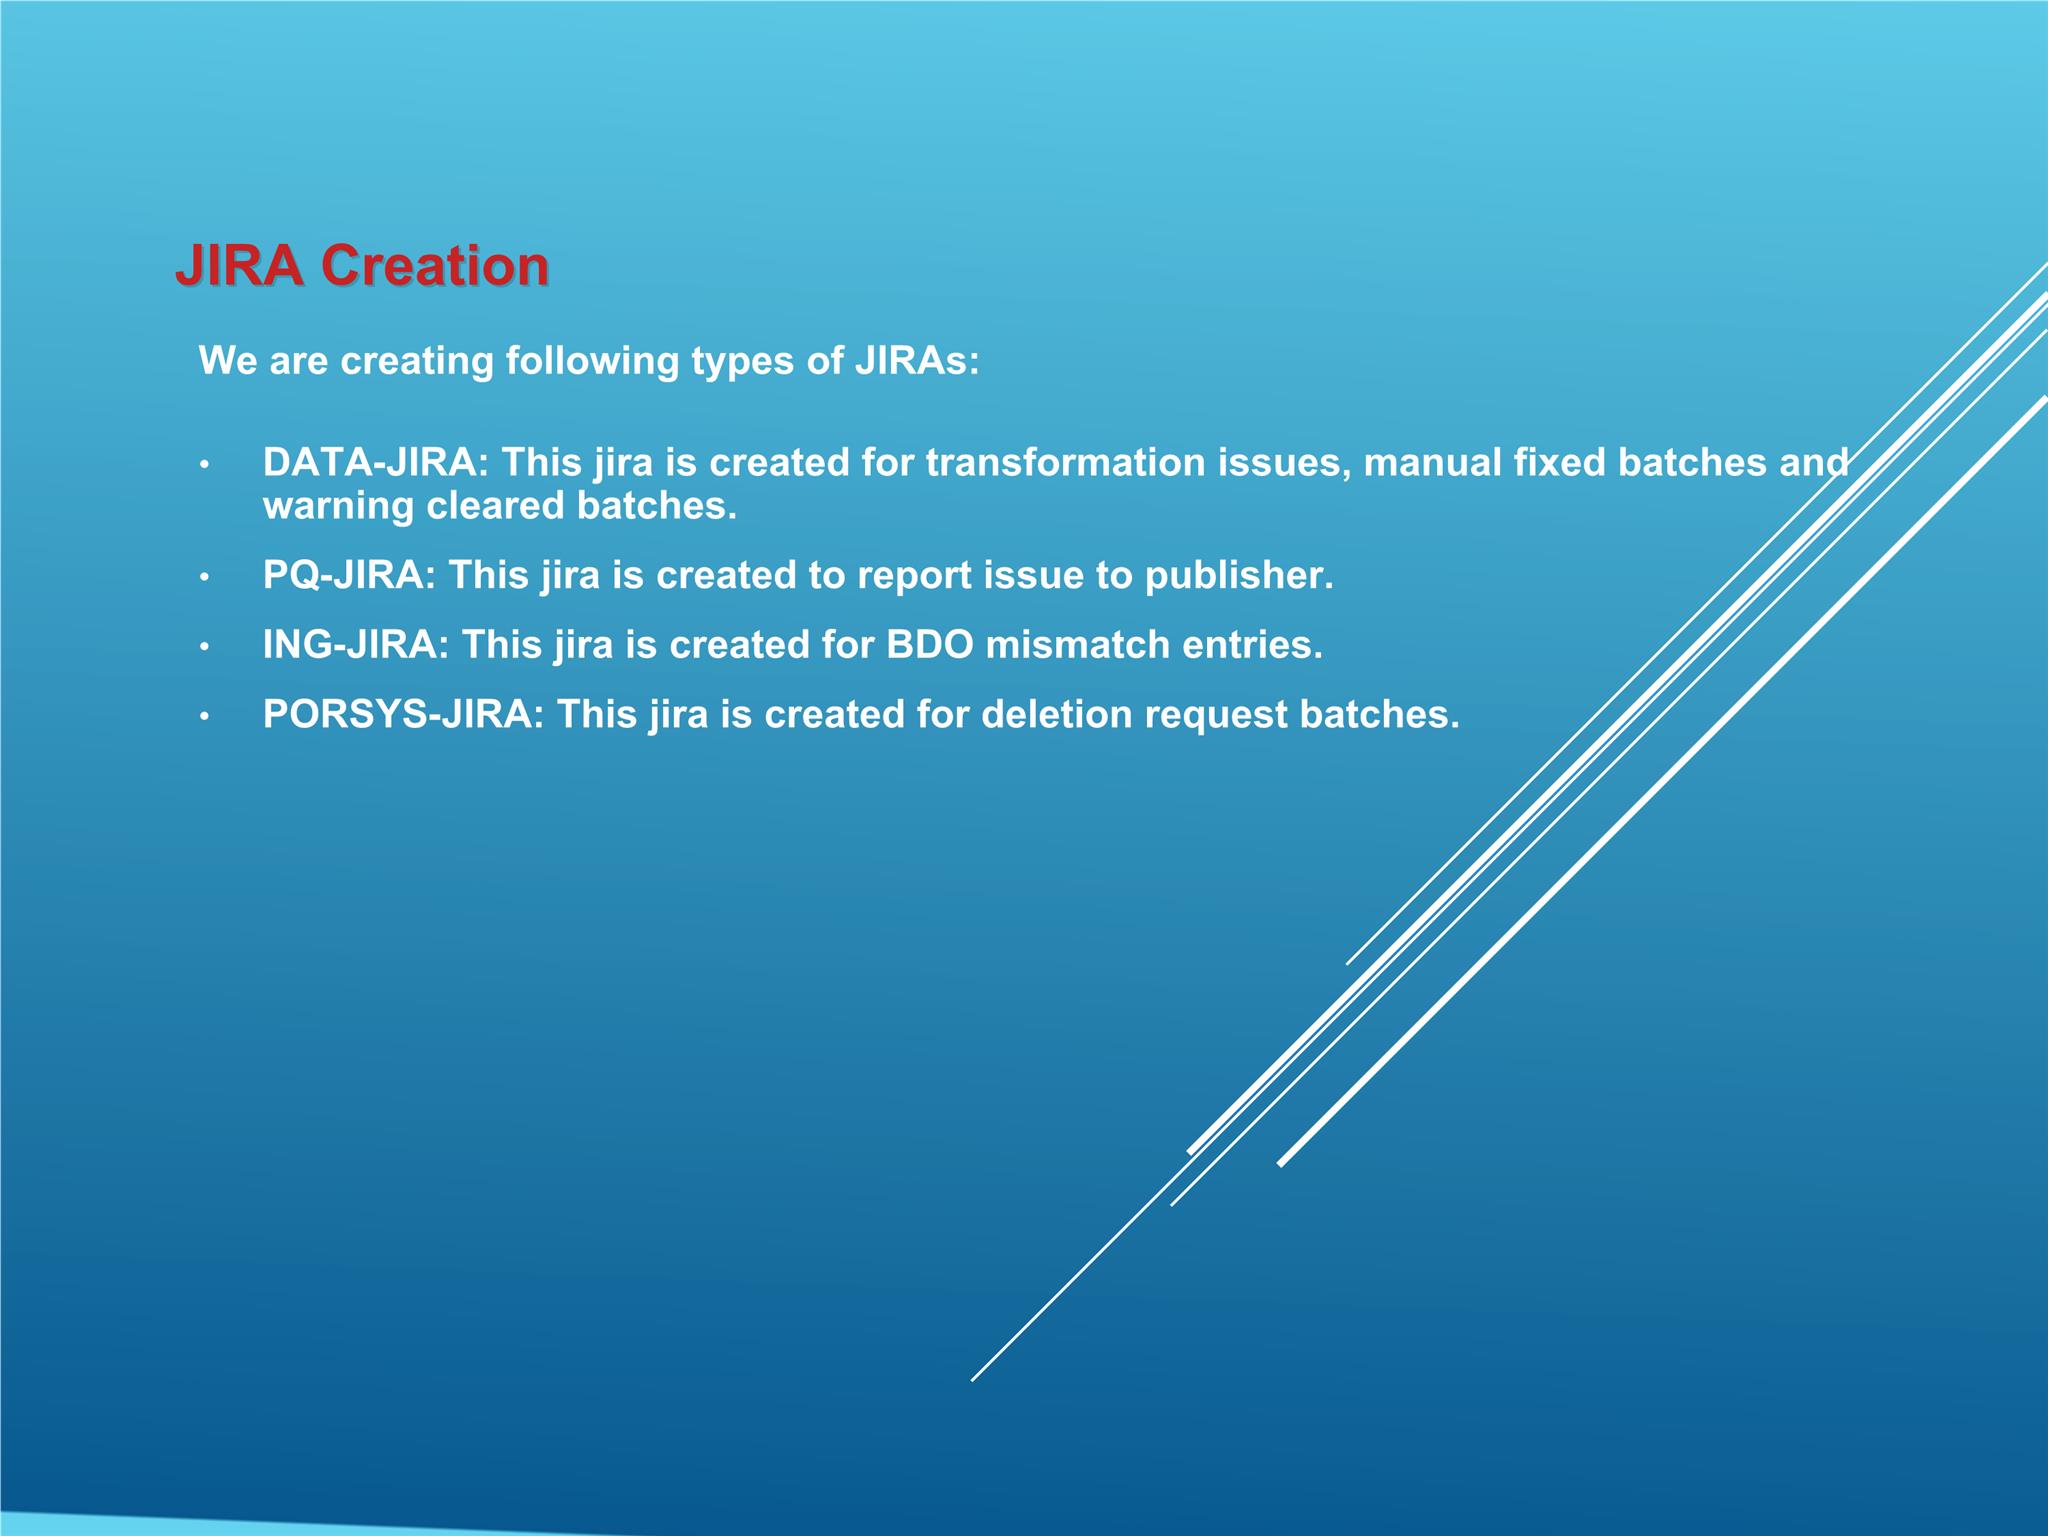 JIRA Creation
We are creating following types of JIRAs:
• DATA-JIRA: This jira is created for transformation issues, manual fixed batches and
warning cleared batches.
• PQ-JIRA: This jira is created to report issue to publisher.
• ING-JIRA: This jira is created for BDO mismatch entries.
• PORSYS-JIRA: This jira is created for deletion request batches.